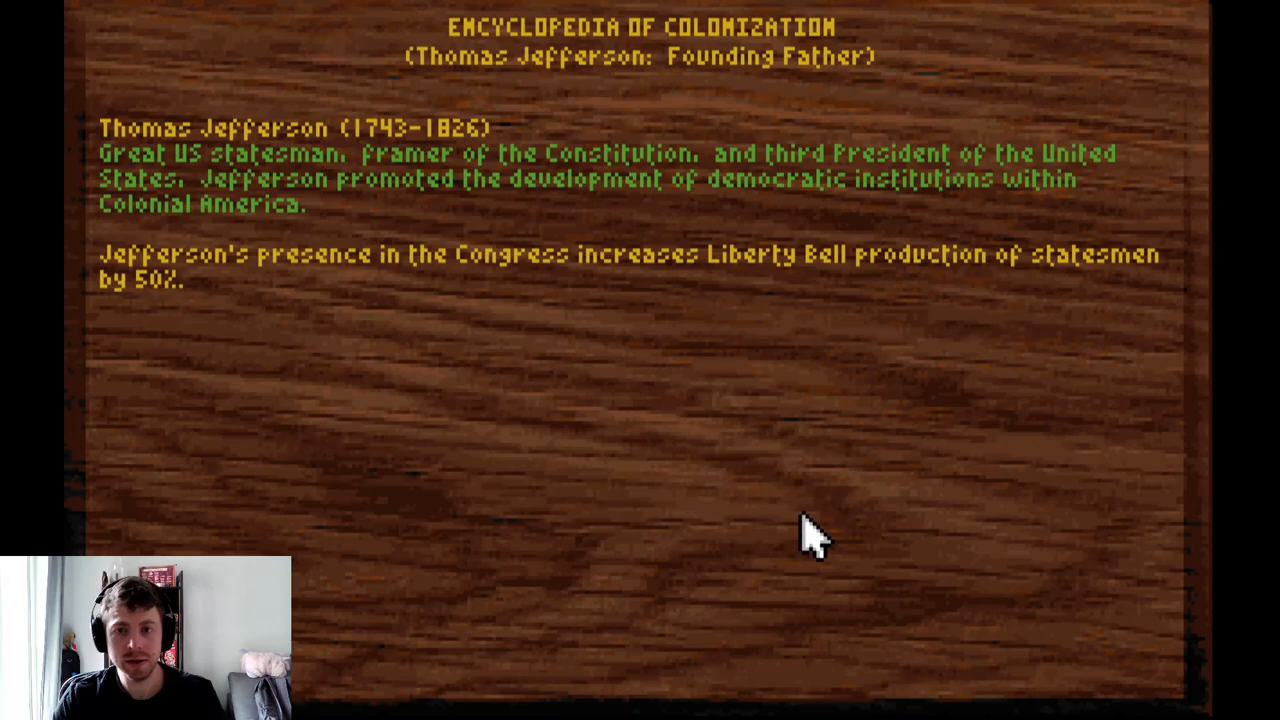 ENCYCLOPEDIA OF COLONIZATION
(Thomas Jefferson: Founding Father)
Thomas Jefferson (1743-1826)
Great US statesman, framer of the Constitution, and third President of the United
States, Jefferson promoted the development of democratic institutions within
Colonial America.
Jefferson's presence in the Congress increases Liberty Bell production of statesmen
by 50%.